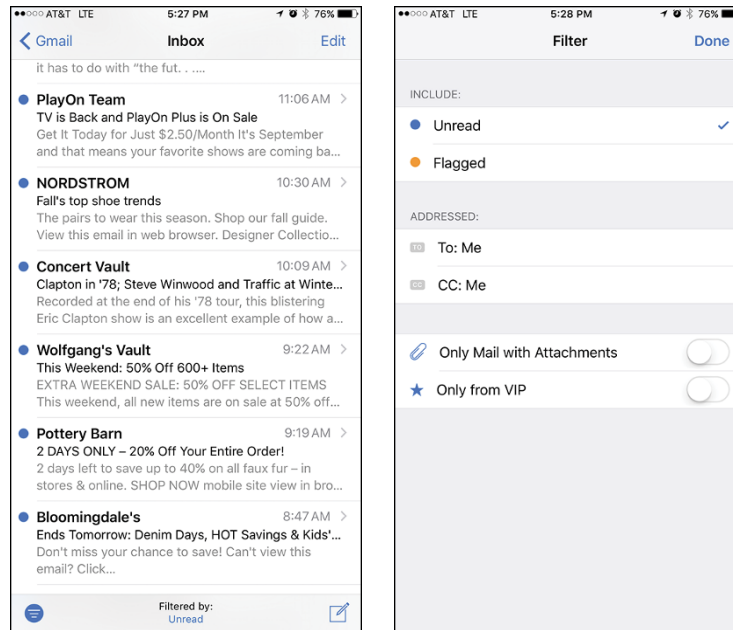 AT&T LTE 5:27 PM 76%
Gmail Inbox Edit
it has to do with “the fut. . ....
PlayOn Team 11:06 AM
TV is Back and PlayOn Plus is On Sale
Get It Today for Just $2.50/Month It's September
and that means your favorite shows are coming ba...
NORDSTROM 10:30 AM
Fall's top shoe trends
The pairs to wear this season. Shop our fall guide.
View this email in web browser. Designer Collectio...
Concert Vault 10:09 AM
Clapton in '78; Steve Winwood and Traffic at Winte...
Recorded at the end of his '78 tour, this blistering
Eric Clapton show is an excellent example of how a...
Wolfgang's Vault 9:22 AM
This Weekend: 50% Off 600+ Items
EXTRA WEEKEND SALE: 50% OFF SELECT ITEMS
This weekend, all new items are on sale at 50% off...
Pottery Barn 9:19 AM
2 DAYS ONLY – 20% Off Your Entire Order!
2 days left to save up to 40% on all faux fur – in
stores & online. SHOP NOW mobile site view in bro...
Bloomingdale's 8:47 AM
Ends Tomorrow: Denim Days, HOT Savings & Kids'...
Don't miss your chance to save! Can't view this
email? Click...
Filtered by:
Unread
AT&T LTE 5:28 PM 76%
Filter Done
INCLUDE:
Unread
Flagged
ADDRESSED:
TO To: Me
CC CC: Me
Only Mail with Attachments
Only from VIP